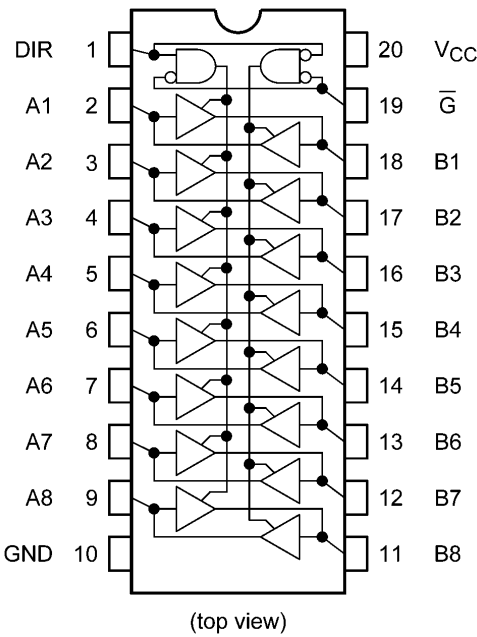 DIR 1 20 VCC
A1 2 19 G̅
A2 3 18 B1
A3 4 17 B2
A4 5 16 B3
A5 6 15 B4
A6 7 14 B5
A7 8 13 B6
A8 9 12 B7
GND 10 11 B8
(top view)